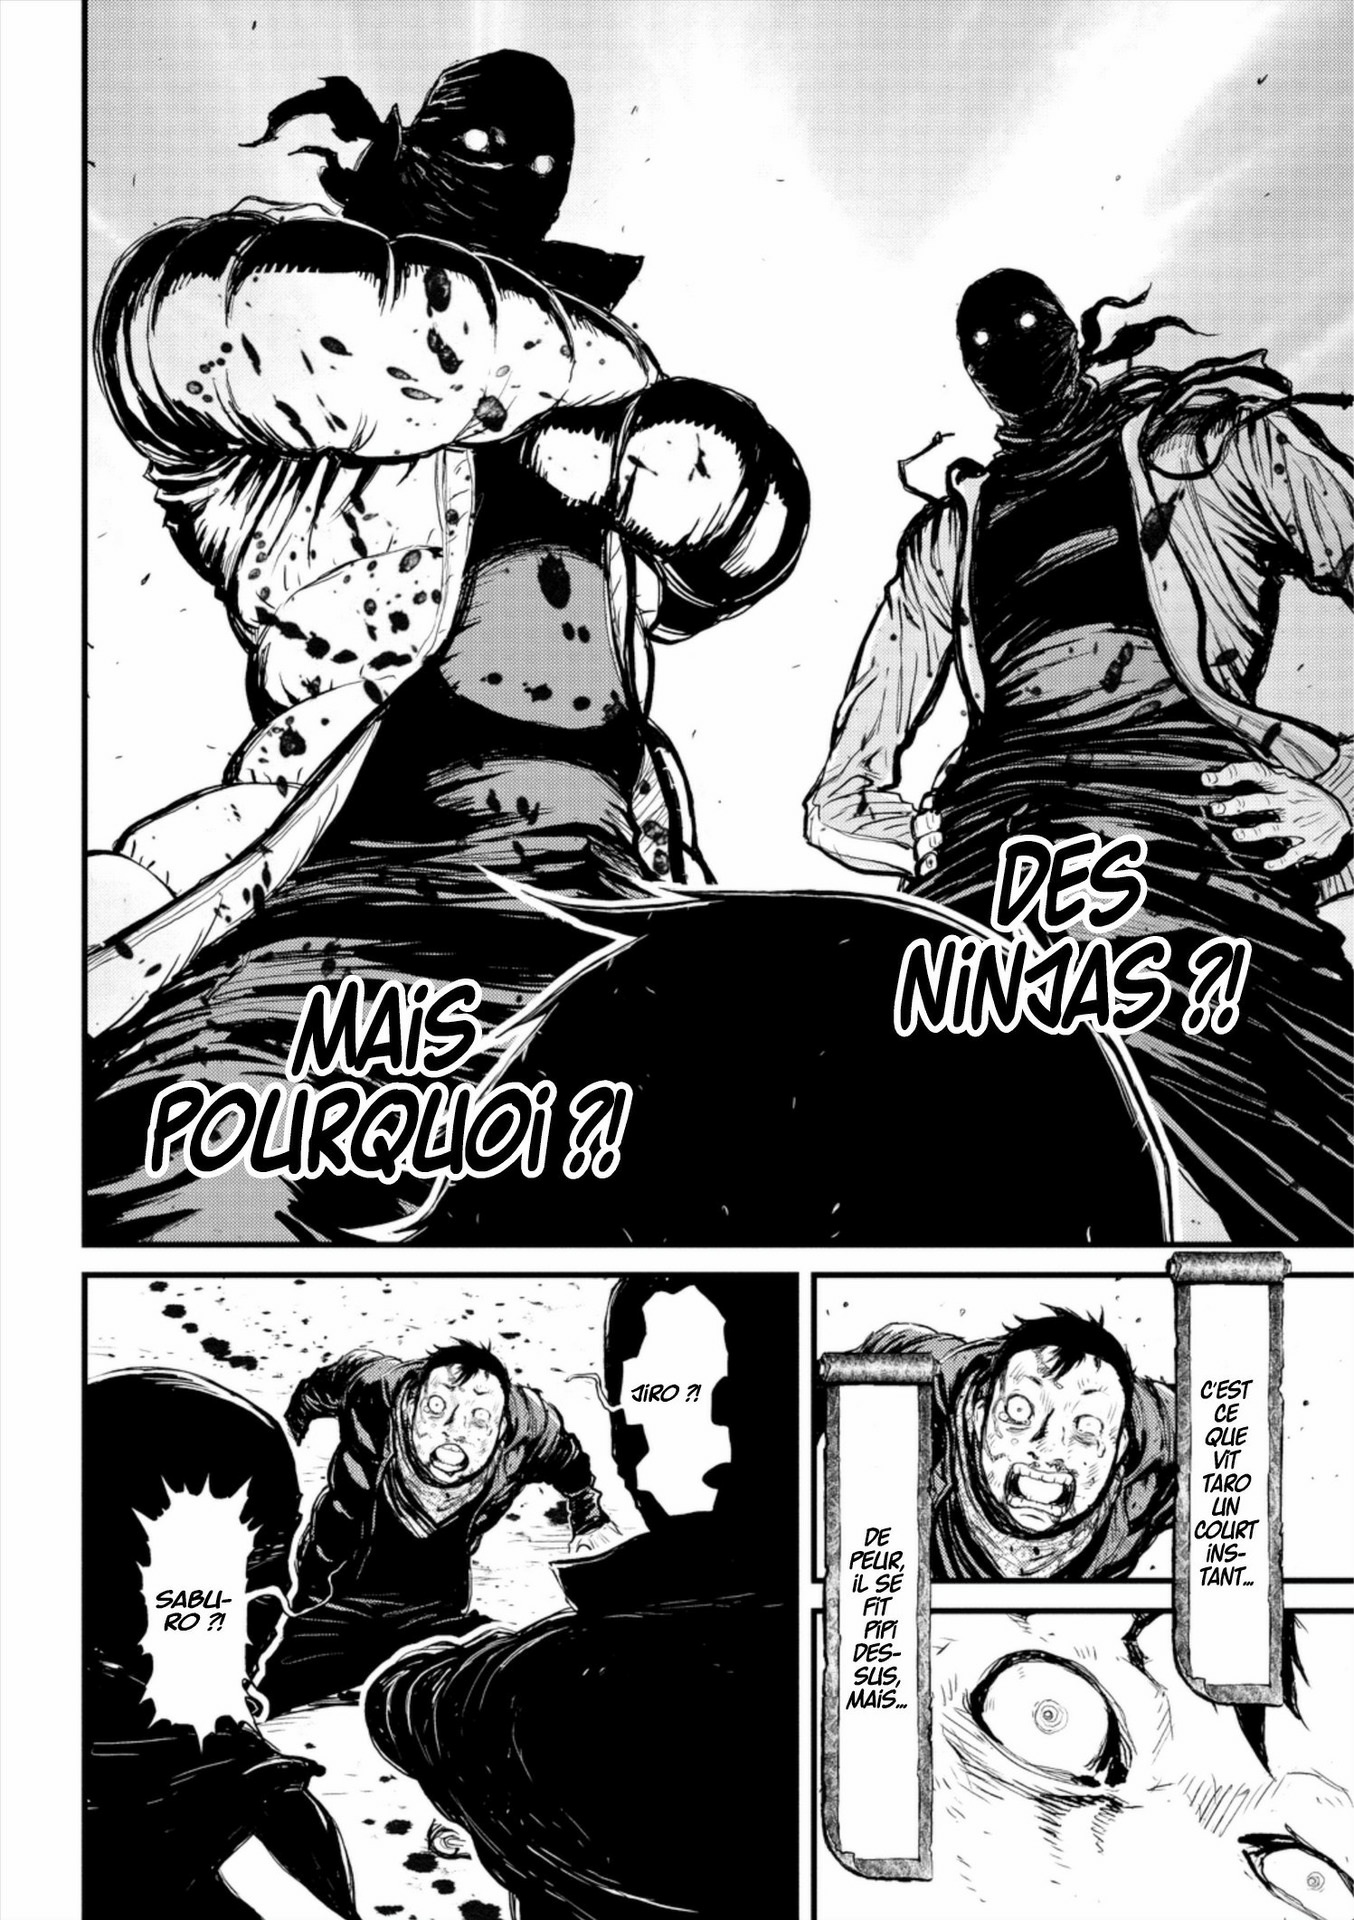 DES
NiNJAS ?!
MAiS
POURQUOi ?!
C'EST
CE
QUE
ViT
TARO
UN
COURT
iNS-
TANT...
DE
PEUR,
iL SE
FiT
PiPi
DES-
SUS,
MAiS...
JiRO ?!
SABU-
RO ?!